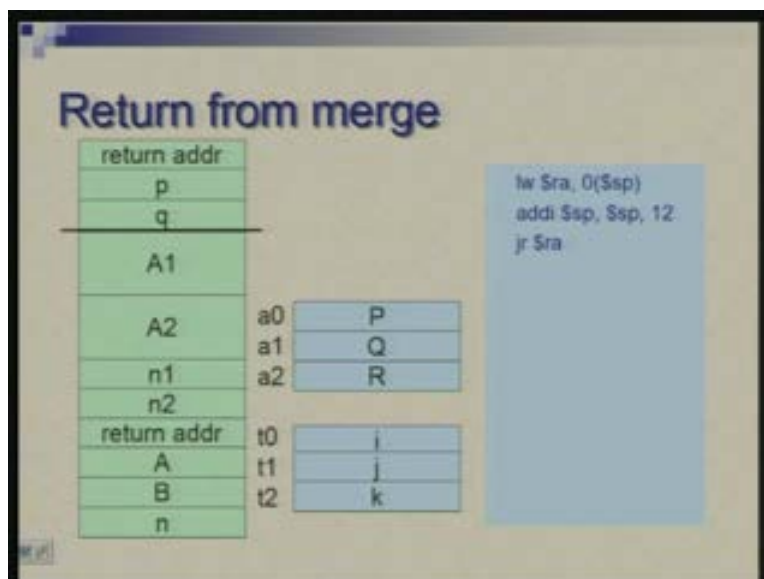 Return from merge
return addr
p
q
A1
A2
n1
n2
return addr
A
B
n
a0 P
a1 Q
a2 R
t0 i
t1 j
t2 k
lw $ra, 0($sp)
addi $sp, $sp, 12
jr $ra